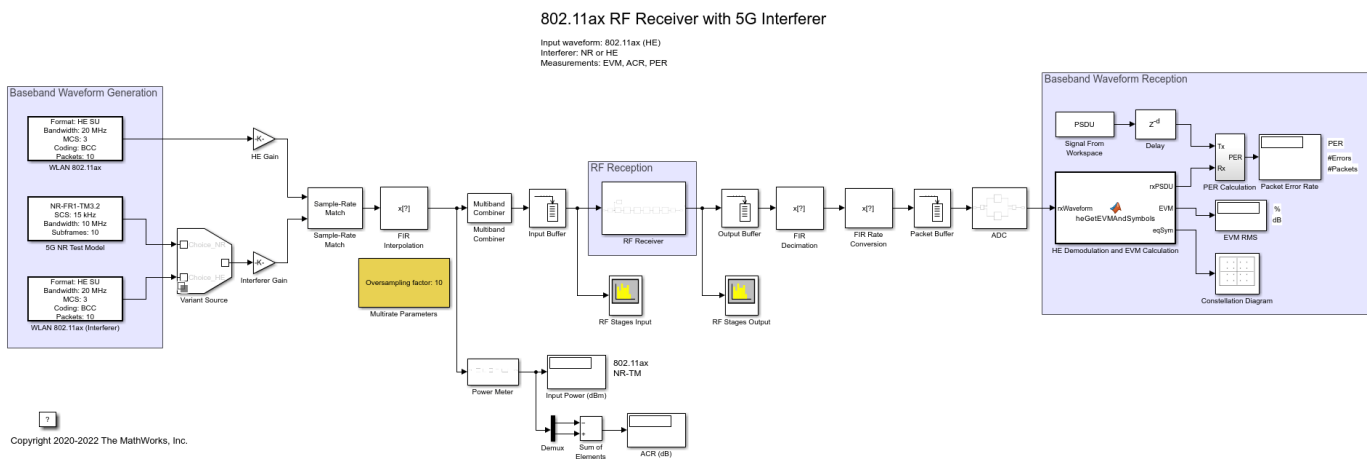 802.11ax RF Receiver with 5G Interferer
Input waveform: 802.11ax (HE)
Interferer: NR or HE
Measurements: EVM, ACR, PER
Baseband Waveform Generation
Format: HE SU
Bandwidth: 20 MHz
MCS: 3
Coding: BCC
Packets: 10
WLAN 802.11ax
NR-FR1-TM3.2
SCS: 15 kHz
Bandwidth: 10 MHz
Subframes: 10
5G NR Test Model
Format: HE SU
Bandwidth: 20 MHz
MCS: 3
Coding: BCC
Packets: 10
WLAN 802.11ax (Interferer)
Choice_NR
Choice_HE
Variant Source
-K-
HE Gain
-K-
Interferer Gain
Sample-Rate
Match
Sample-Rate
Match
x[?]
FIR
Interpolation
Oversampling factor: 10
Multirate Parameters
Multiband
Combiner
Multiband
Combiner
Input Buffer
RF Reception
RF Receiver
RF Stages Input
RF Stages Output
Output Buffer
x[?]
FIR
Decimation
x[?]
FIR Rate
Conversion
Packet Buffer
ADC
Baseband Waveform Reception
PSDU
Signal From
Workspace
z-d
Delay
Tx
Rx
PER
PER Calculation
Packet Error Rate
PER
#Errors
#Packets
rxWaveform
heGetEVMAndSymbols
rxPSDU
EVM
eqSym
HE Demodulation and EVM Calculation
%
dB
EVM RMS
Constellation Diagram
Power Meter
802.11ax
NR-TM
Input Power (dBm)
Demux
−
+
Sum of
Elements
ACR (dB)
?
Copyright 2020-2022 The MathWorks, Inc.